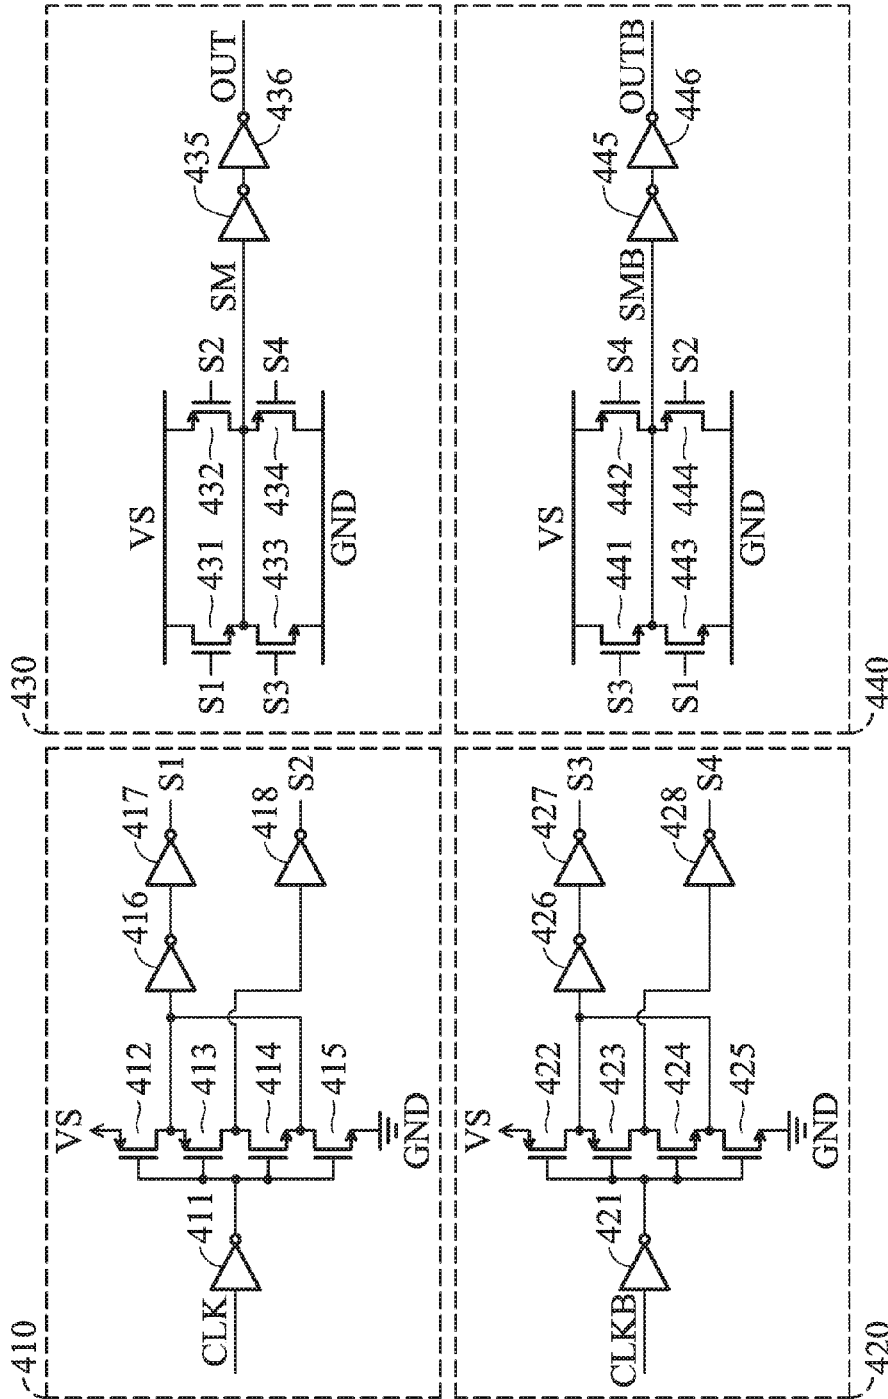 410
VS
412
413
414
415
GND
411
CLK
416
417
S1
418
S2
430
VS
S1
431
432
S2
S3
433
434
S4
GND
SM
435
436
OUT
420
VS
422
423
424
425
GND
421
CLKB
426
427
S3
428
S4
440
VS
S3
441
442
S4
S1
443
444
S2
GND
SMB
445
446
OUTB